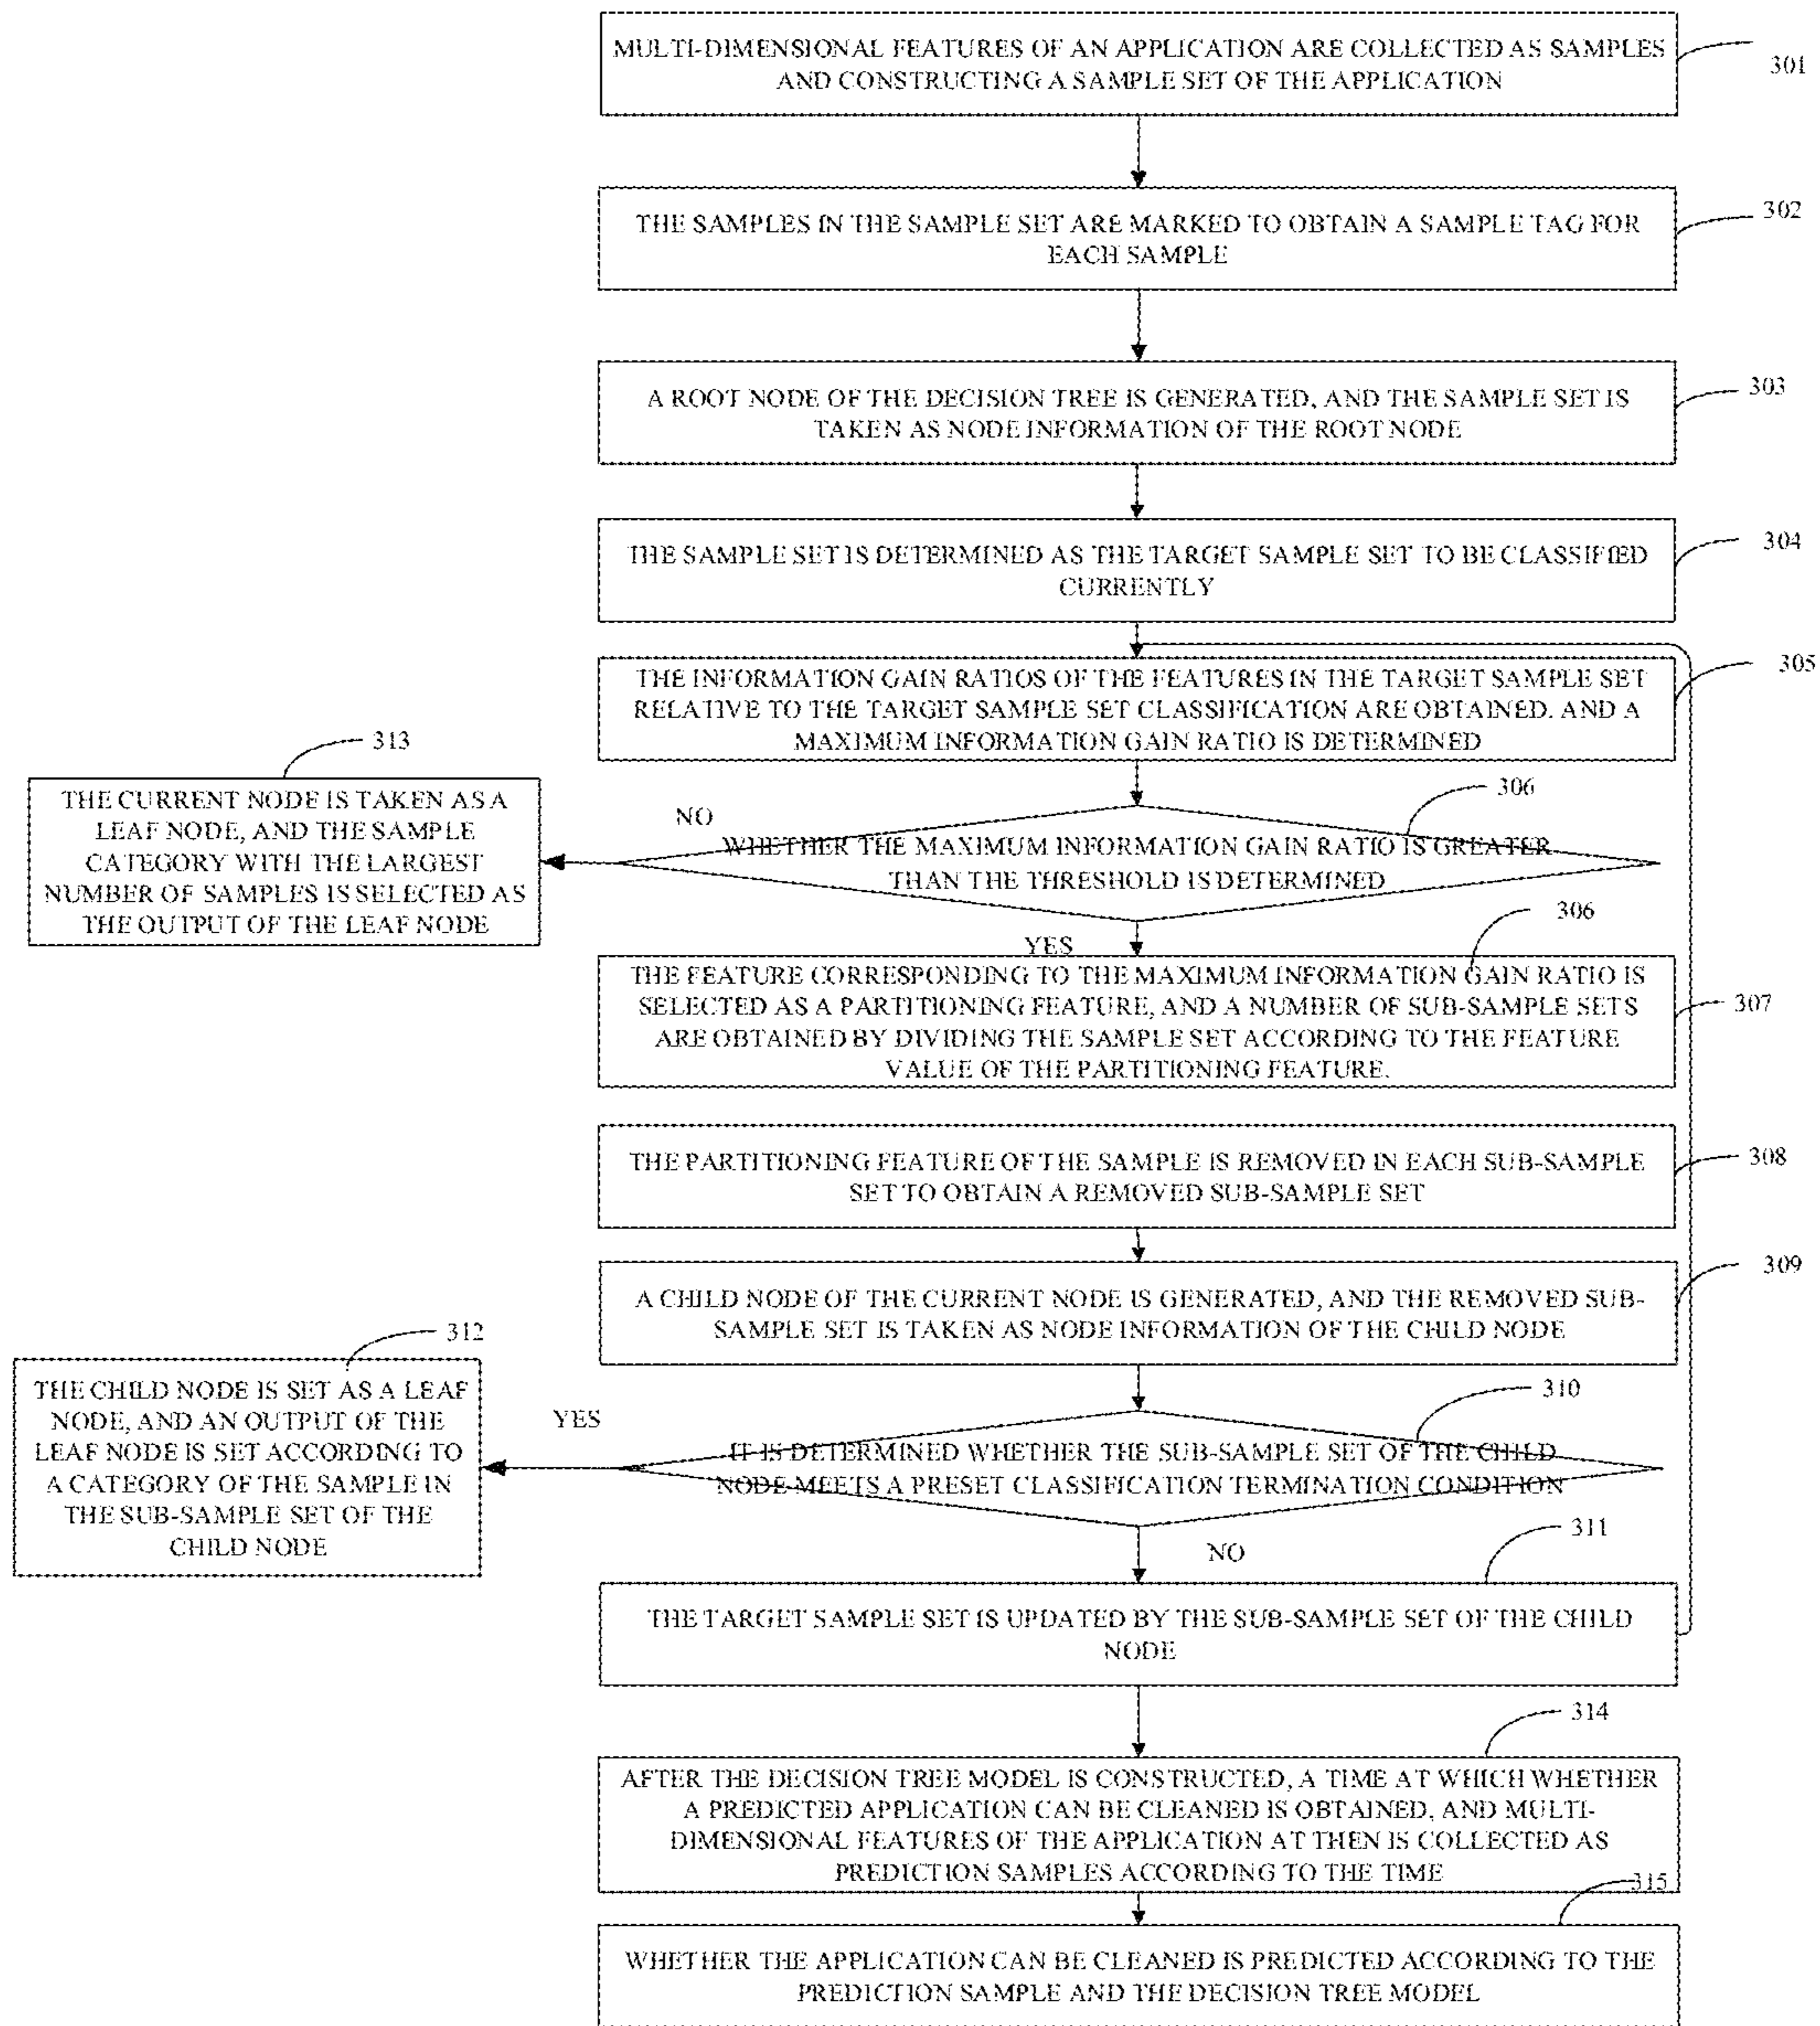 MULTI-DIMENSIONAL FEATURES OF AN APPLICATION ARE COLLECTED AS SAMPLES
AND CONSTRUCTING A SAMPLE SET OF THE APPLICATION
301
THE SAMPLES IN THE SAMPLE SET ARE MARKED TO OBTAIN A SAMPLE TAG FOR
EACH SAMPLE
302
A ROOT NODE OF THE DECISION TREE IS GENERATED, AND THE SAMPLE SET IS
TAKEN AS NODE INFORMATION OF THE ROOT NODE
303
THE SAMPLE SET IS DETERMINED AS THE TARGET SAMPLE SET TO BE CLASSIFIED
CURRENTLY
304
THE INFORMATION GAIN RATIOS OF THE FEATURES IN THE TARGET SAMPLE SET
RELATIVE TO THE TARGET SAMPLE SET CLASSIFICATION ARE OBTAINED. AND A
MAXIMUM INFORMATION GAIN RATIO IS DETERMINED
305
313
THE CURRENT NODE IS TAKEN AS A
LEAF NODE, AND THE SAMPLE
CATEGORY WITH THE LARGEST
NUMBER OF SAMPLES IS SELECTED AS
THE OUTPUT OF THE LEAF NODE
NO
306
WHETHER THE MAXIMUM INFORMATION GAIN RATIO IS GREATER
THAN THE THRESHOLD IS DETERMINED
YES
306
THE FEATURE CORRESPONDING TO THE MAXIMUM INFORMATION GAIN RATIO IS
SELECTED AS A PARTITIONING FEATURE, AND A NUMBER OF SUB-SAMPLE SETS
ARE OBTAINED BY DIVIDING THE SAMPLE SET ACCORDING TO THE FEATURE
VALUE OF THE PARTITIONING FEATURE.
307
THE PARTITIONING FEATURE OF THE SAMPLE IS REMOVED IN EACH SUB-SAMPLE
SET TO OBTAIN A REMOVED SUB-SAMPLE SET
308
A CHILD NODE OF THE CURRENT NODE IS GENERATED, AND THE REMOVED SUB-
SAMPLE SET IS TAKEN AS NODE INFORMATION OF THE CHILD NODE
309
312
THE CHILD NODE IS SET AS A LEAF
NODE, AND AN OUTPUT OF THE
LEAF NODE IS SET ACCORDING TO
A CATEGORY OF THE SAMPLE IN
THE SUB-SAMPLE SET OF THE
CHILD NODE
YES
310
IT IS DETERMINED WHETHER THE SUB-SAMPLE SET OF THE CHILD
NODE MEETS A PRESET CLASSIFICATION TERMINATION CONDITION
NO
311
THE TARGET SAMPLE SET IS UPDATED BY THE SUB-SAMPLE SET OF THE CHILD
NODE
314
AFTER THE DECISION TREE MODEL IS CONSTRUCTED, A TIME AT WHICH WHETHER
A PREDICTED APPLICATION CAN BE CLEANED IS OBTAINED, AND MULTI-
DIMENSIONAL FEATURES OF THE APPLICATION AT THEN IS COLLECTED AS
PREDICTION SAMPLES ACCORDING TO THE TIME
315
WHETHER THE APPLICATION CAN BE CLEANED IS PREDICTED ACCORDING TO THE
PREDICTION SAMPLE AND THE DECISION TREE MODEL